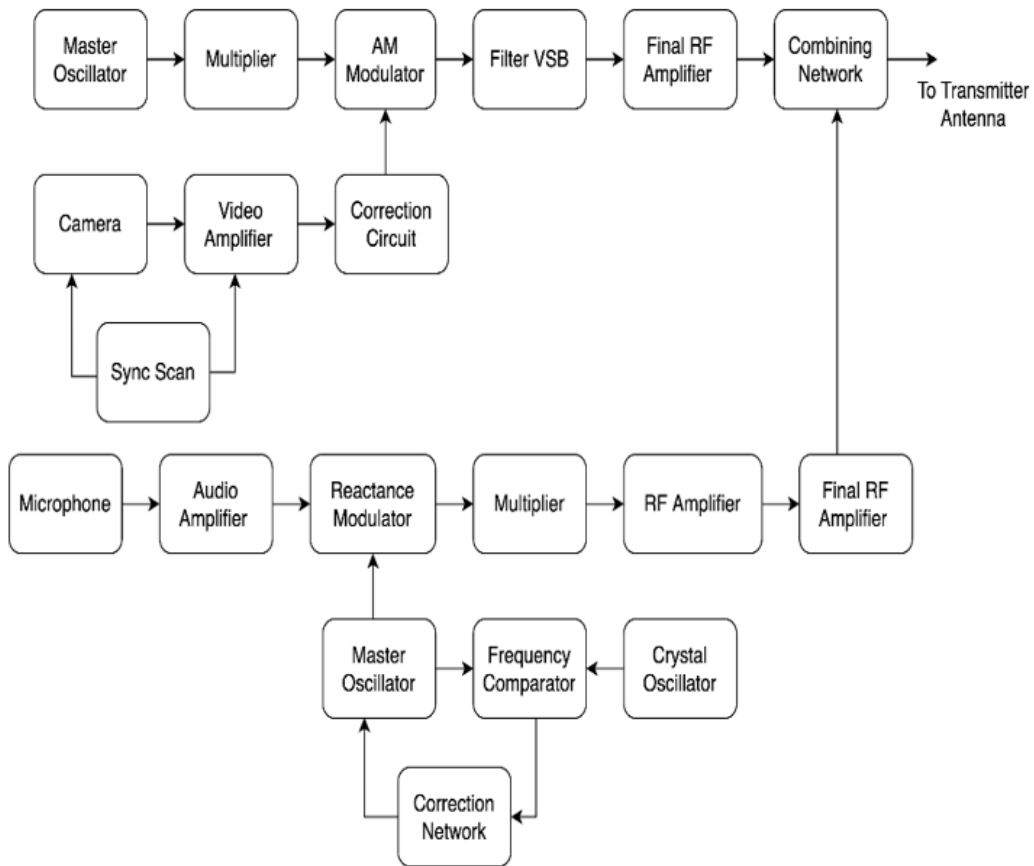 Master
Oscillator
Multiplier
AM
Modulator
Filter VSB
Final RF
Amplifier
Combining
Network
To Transmitter
Antenna
Camera
Video
Amplifier
Correction
Circuit
Sync Scan
Microphone
Audio
Amplifier
Reactance
Modulator
Multiplier
RF Amplifier
Final RF
Amplifier
Master
Oscillator
Frequency
Comparator
Crystal
Oscillator
Correction
Network